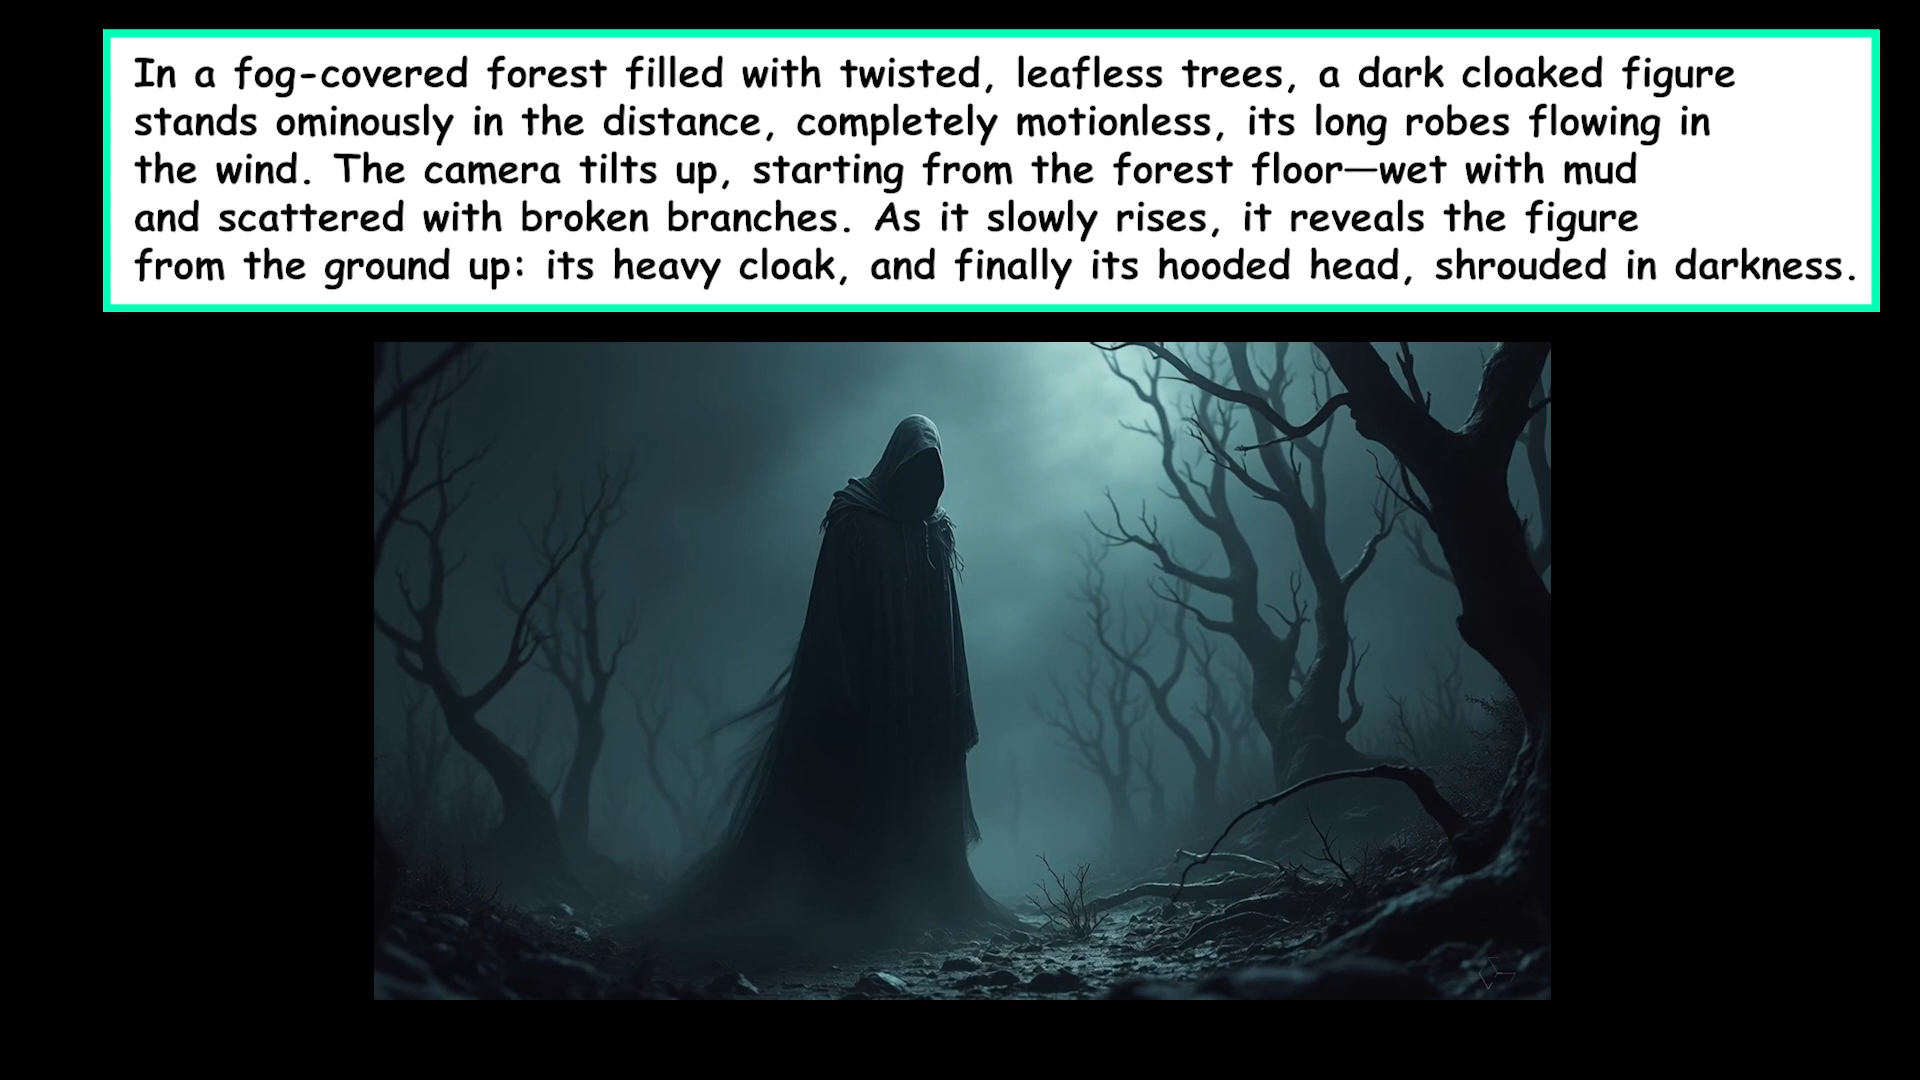 In a fog-covered forest filled with twisted, leafless trees, a dark cloaked figure
stands ominously in the distance, completely motionless, its long robes flowing in
the wind. The camera tilts up, starting from the forest floor—wet with mud
and scattered with broken branches. As it slowly rises, it reveals the figure
from the ground up: its heavy cloak, and finally its hooded head, shrouded in darkness.